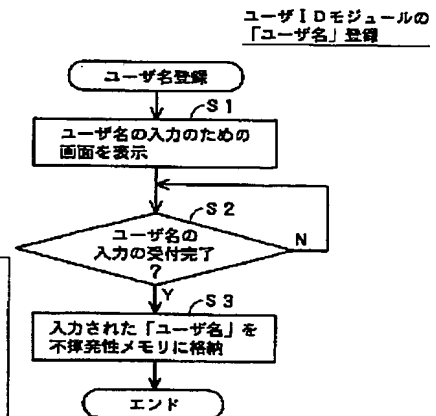 ユーザＩＤモジュールの
「ユーザ名」登録
ユーザ名登録
S1
ユーザ名の入力のための
画面を表示
S2
ユーザ名の
入力の受付完了
?
N
Y
S3
入力された「ユーザ名」を
不揮発性メモリに格納
エンド